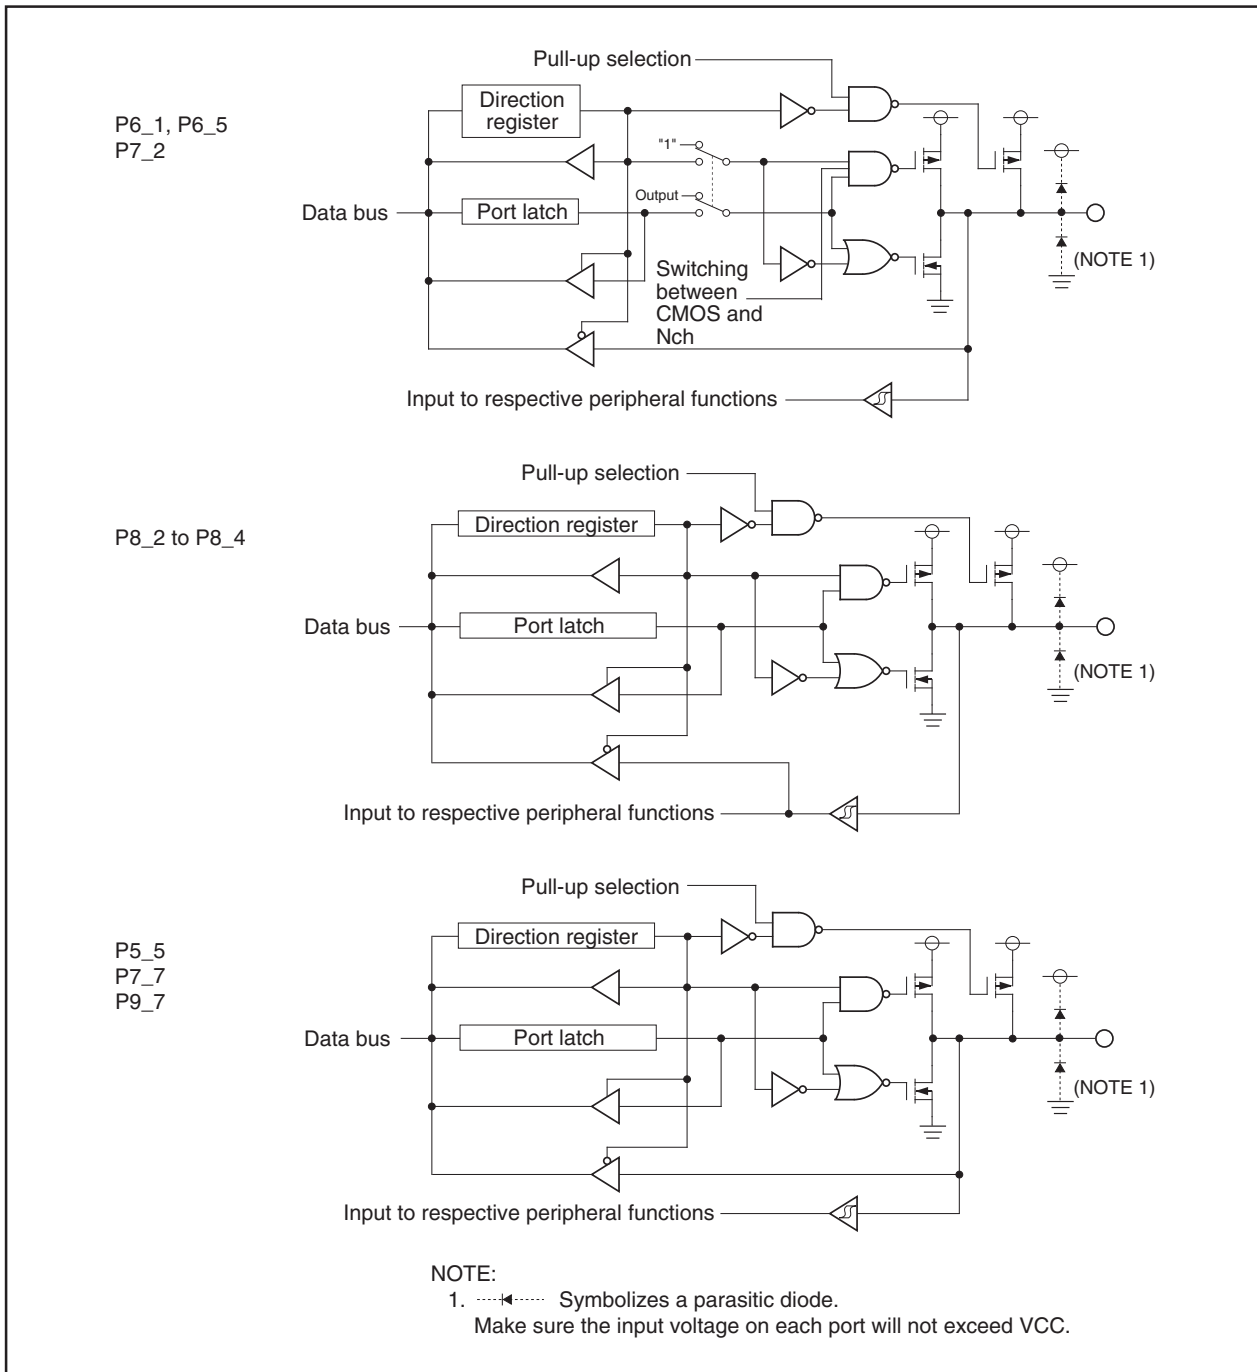 Pull-up selection
P6_1, P6_5
P7_2
Direction
register
"1"
Output
Data bus
Port latch
Switching
between
CMOS and
Nch
(NOTE 1)
Input to respective peripheral functions
Pull-up selection
P8_2 to P8_4
Direction register
Data bus
Port latch
(NOTE 1)
Input to respective peripheral functions
Pull-up selection
P5_5
P7_7
P9_7
Direction register
Data bus
Port latch
(NOTE 1)
Input to respective peripheral functions
NOTE:
1. Symbolizes a parasitic diode.
Make sure the input voltage on each port will not exceed VCC.